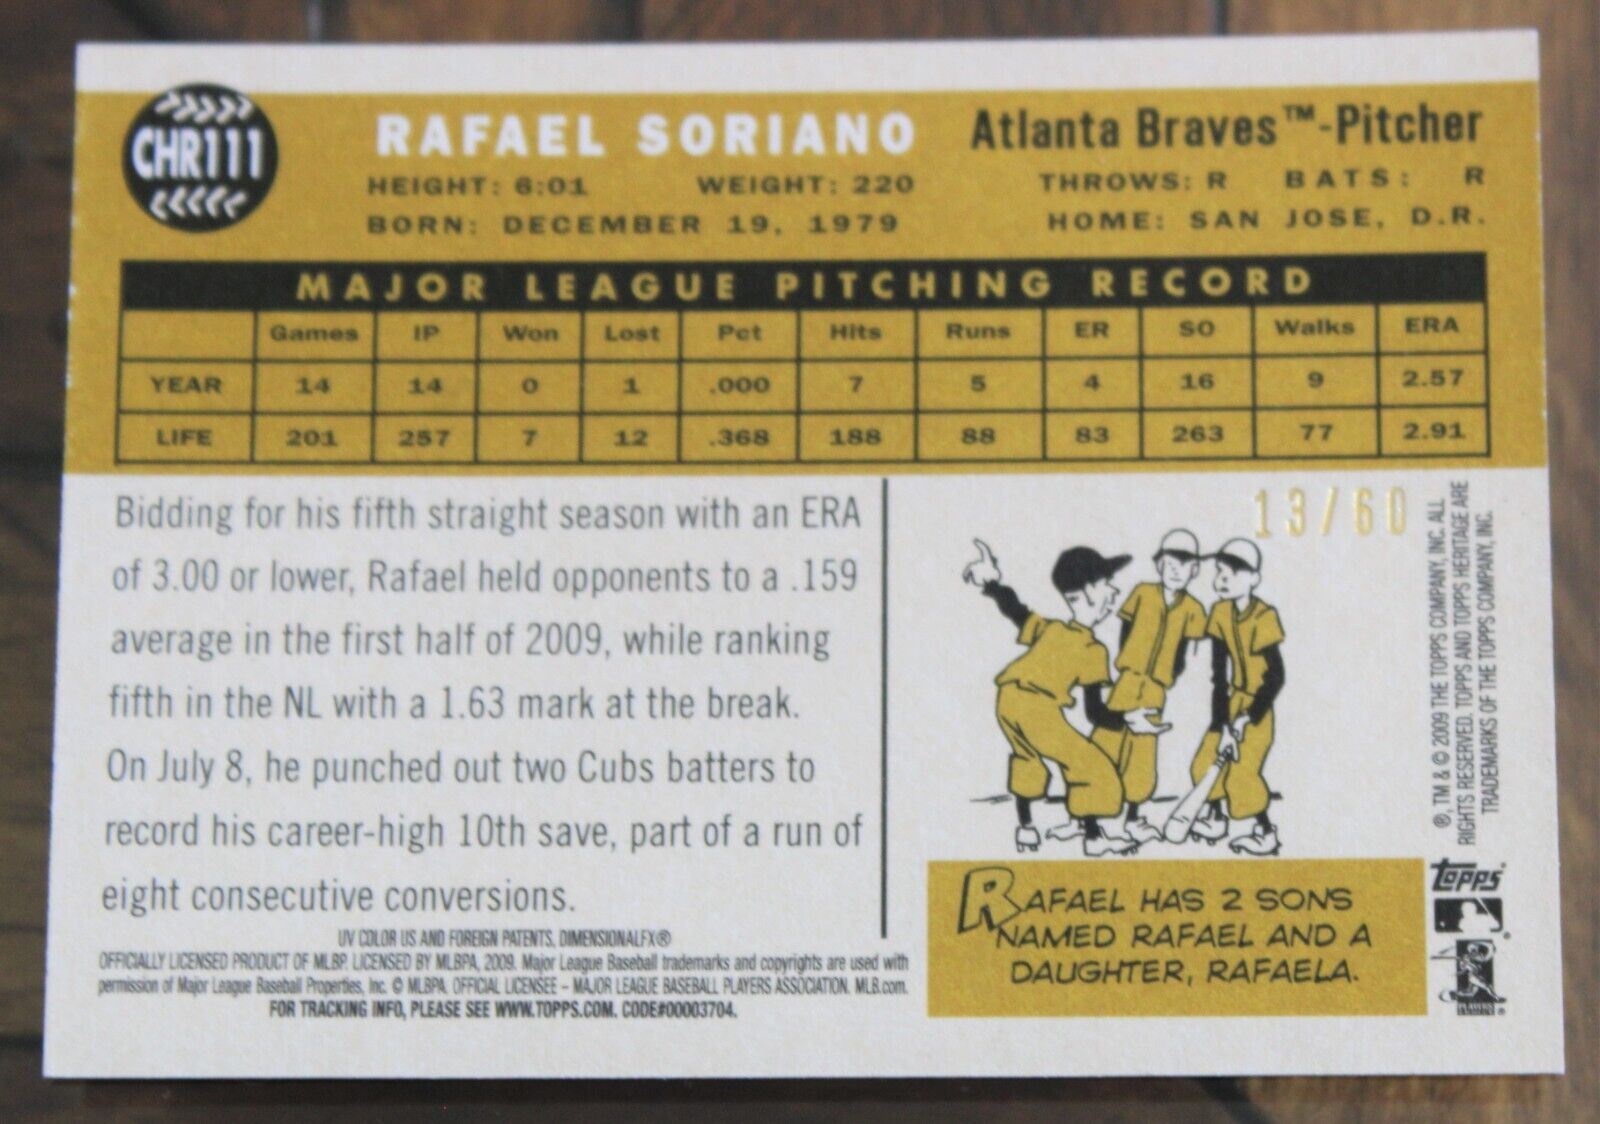 CHR111
RAFAEL SORIANO
Atlanta Braves™-Pitcher
HEIGHT: 6:01 WEIGHT: 220 THROWS: R BATS: R
BORN: DECEMBER 19, 1979 HOME: SAN JOSE, D.R.
MAJOR LEAGUE PITCHING RECORD
Games IP Won Lost Pct Hits Runs ER SO Walks ERA
YEAR 14 14 0 1 .000 7 5 4 16 9 2.57
LIFE 201 257 7 12 .368 188 88 83 263 77 2.91
Bidding for his fifth straight season with an ERA
of 3.00 or lower, Rafael held opponents to a .159
average in the first half of 2009, while ranking
fifth in the NL with a 1.63 mark at the break.
On July 8, he punched out two Cubs batters to
record his career-high 10th save, part of a run of
eight consecutive conversions.
UV COLOR US AND FOREIGN PATENTS, DIMENSIONALFX®
OFFICIALLY LICENSED PRODUCT OF MLBP. LICENSED BY MLBPA, 2009. Major League Baseball trademarks and copyrights are used with
permission of Major League Baseball Properties, Inc. © MLBPA. OFFICIAL LICENSEE – MAJOR LEAGUE BASEBALL PLAYERS ASSOCIATION. MLB.com.
FOR TRACKING INFO, PLEASE SEE WWW.TOPPS.COM. CODE#00003704.
13/60
RAFAEL HAS 2 SONS
NAMED RAFAEL AND A
DAUGHTER, RAFAELA.
®, TM & © 2009 THE TOPPS COMPANY, INC. ALL
RIGHTS RESERVED. TOPPS AND TOPPS HERITAGE ARE
TRADEMARKS OF THE TOPPS COMPANY, INC.
topps
PLAYERS